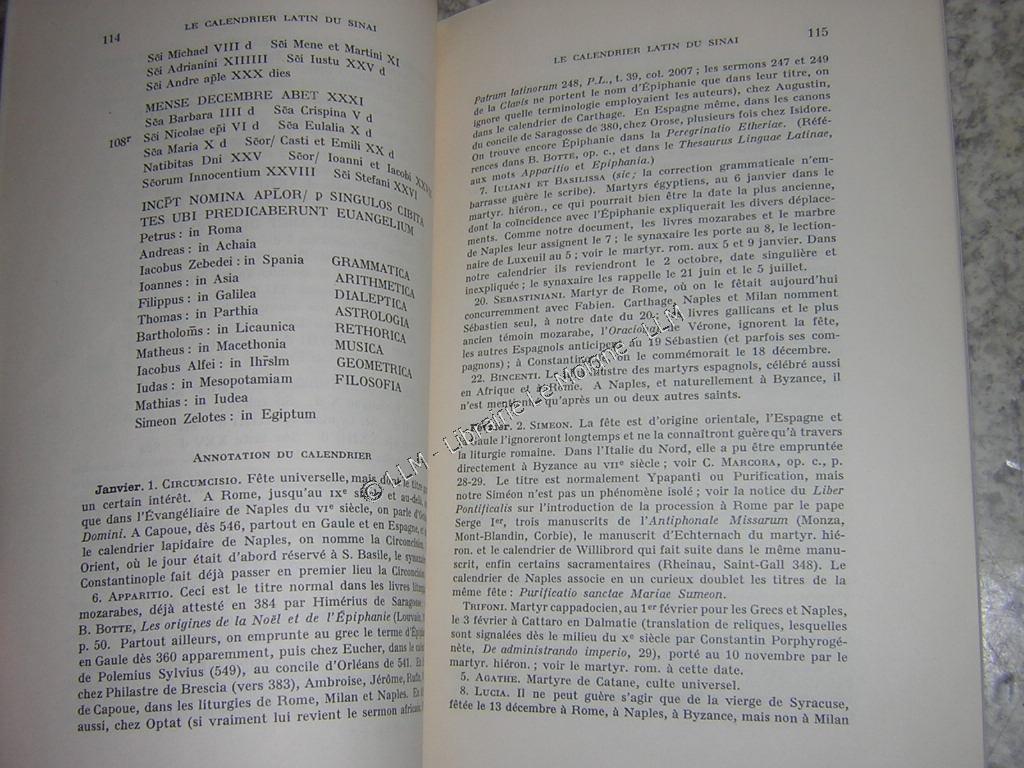 114
LE CALENDRIER LATIN DU SINAI
Sc̄i Michael VIII d Sc̄i Mene et Martini XI
Sc̄i Adrianini XIIIIII Sc̄i Iustu XXV d
Sc̄i Andre ap̄le XXX dies
MENSE DECEMBRE ABET XXXI
Sc̄a Barbara IIII d Sc̄a Crispina V d
108r Sc̄i Nicolae ep̄i VI d Sc̄a Eulalia X d
Sc̄a Maria X d Sc̄or/ Casti et Emili XX d
Natibitas Dni XXV Sc̄or/ Ioanni et Iacobi
Sc̄orum Innocentium XXVIII Sc̄i Stefani XXVI
INCP̄T NOMINA APL̄OR/ p SINGULOS CIBITA
TES UBI PREDICABERUNT EUANGELIUM
Petrus : in Roma
Andreas : in Achaia
Iacobus Zebedei : in Spania GRAMMATICA
Ioannes : in Asia ARITHMETICA
Filippus : in Galilea DIALEPTICA
Thomas : in Parthia ASTROLOGIA
Bartholom̄s : in Licaunica RETHORICA
Matheus : in Macethonia MUSICA
Iacobus Alfei : in Ihr̄slm GEOMETRICA
Iudas : in Mesopotamiam FILOSOFIA
Mathias : in Iudea
Simeon Zelotes : in Egiptum
ANNOTATION DU CALENDRIER
Janvier. 1. CIRCUMCISIO. Fête universelle, mais le titre
un certain intérêt. A Rome, jusqu'au IXe et au-delà,
que dans l'Évangéliaire de Naples du VIe siècle, on parle
Domini. A Capoue, dès 546, partout en Gaule et en Espagne,
le calendrier lapidaire de Naples, on nomme la Circoncision.
Orient, où le jour était d'abord réservé à S. Basile, le
Constantinople fait déjà passer en premier lieu la
6. APPARITIO. Ceci est le titre normal dans les livres
mozarabes, déjà attesté en 384 par Himérius de Saragosse ;
B. BOTTE, Les origines de la Noël et de l'Épiphanie (Louvain,
p. 50. Partout ailleurs, on emprunte au grec le terme
en Gaule dès 360 apparemment, puis chez Eucher, dans le
de Polemius Sylvius (549), au concile d'Orléans de 541. Et
chez Philastre de Brescia (vers 383), Ambroise, Jérôme, Rufin,
de Capoue, dans les liturgies de Rome, Milan et Naples. En
aussi, chez Optat (si vraiment lui revient le sermon
LE CALENDRIER LATIN DU SINAI
115
Patrum latinorum 248, P.L., t. 39, col. 2007 ; les sermons 247 et 249
de la Clavis ne portent le nom d'Épiphanie que dans leur titre, on
ignore quelle terminologie employaient les auteurs), chez Augustin,
dans le calendrier de Carthage. En Espagne même, dans les canons
du concile de Saragosse de 380, chez Orose, plusieurs fois chez Isidore.
On trouve encore Épiphanie dans la Peregrinatio Etheriae. (Réfé-
rences dans B. BOTTE, op. c., et dans le Thesaurus Linguae Latinae,
aux mots Apparitio et Epiphania.)
7. IULIANI ET BASILISSA (sic ; la correction grammaticale n'em-
barrasse guère le scribe). Martyrs égyptiens, au 6 janvier dans le
martyr. hiéron., ce qui pourrait bien être la date la plus ancienne,
dont la coïncidence avec l'Épiphanie expliquerait les divers déplace-
ments. Comme notre document, les livres mozarabes et le marbre
de Naples leur assignent le 7 ; le synaxaire les porte au 8, le lection-
naire de Luxeuil au 5 ; voir le martyr. rom. aux 5 et 9 janvier. Dans
notre calendrier ils reviendront le 2 octobre, date singulière et
inexpliquée ; le synaxaire les rappelle le 21 juin et le 5 juillet.
20. SEBASTINIANI. Martyr de Rome, où on le fêtait aujourd'hui
concurremment avec Fabien. Carthage, Naples et Milan nomment
Sébastien seul, à notre date du 20. livres gallicans et le plus
ancien témoin mozarabe, l'Oracional de Vérone, ignorent la fête,
les autres Espagnols anticipent au 19 Sébastien (et parfois ses com-
pagnons) ; à Constantinople, on le commémorait le 18 décembre.
22. BINCENTI. Le plus illustre des martyrs espagnols, célébré aussi
en Afrique et à Rome. A Naples, et naturellement à Byzance, il
n'est mentionné qu'après un ou deux autres saints.
Février. 2. SIMEON. La fête est d'origine orientale, l'Espagne et
la Gaule l'ignoreront longtemps et ne la connaîtront guère qu'à travers
la liturgie romaine. Dans l'Italie du Nord, elle a pu être empruntée
directement à Byzance au VIIe siècle ; voir C. MARCORA, op. c., p.
28-29. Le titre est normalement Ypapanti ou Purification, mais
notre Siméon n'est pas un phénomène isolé ; voir la notice du Liber
Pontificalis sur l'introduction de la procession à Rome par le pape
Serge Ier, trois manuscrits de l'Antiphonale Missarum (Monza,
Mont-Blandin, Corbie), le manuscrit d'Echternach du martyr. hié-
ron. et le calendrier de Willibrord qui fait suite dans le même manu-
scrit, enfin certains sacramentaires (Rheinau, Saint-Gall 348). Le
calendrier de Naples associe en un curieux doublet les titres de la
même fête : Purificatio sanctae Mariae Sumeon.
TRIFONI. Martyr cappadocien, au 1er février pour les Grecs et Naples,
le 3 février à Cattaro en Dalmatie (translation de reliques, lesquelles
sont signalées dès le milieu du Xe siècle par Constantin Porphyrogé-
nète, De administrando imperio, 29), porté au 10 novembre par le
martyr. hiéron. ; voir le martyr. rom. à cette date.
5. AGATHE. Martyre de Catane, culte universel.
8. LUCIA. Il ne peut guère s'agir que de la vierge de Syracuse,
fêtée le 13 décembre à Rome, à Naples, à Byzance, mais non à Milan
© LLM - Librairie Le Molome - LLM